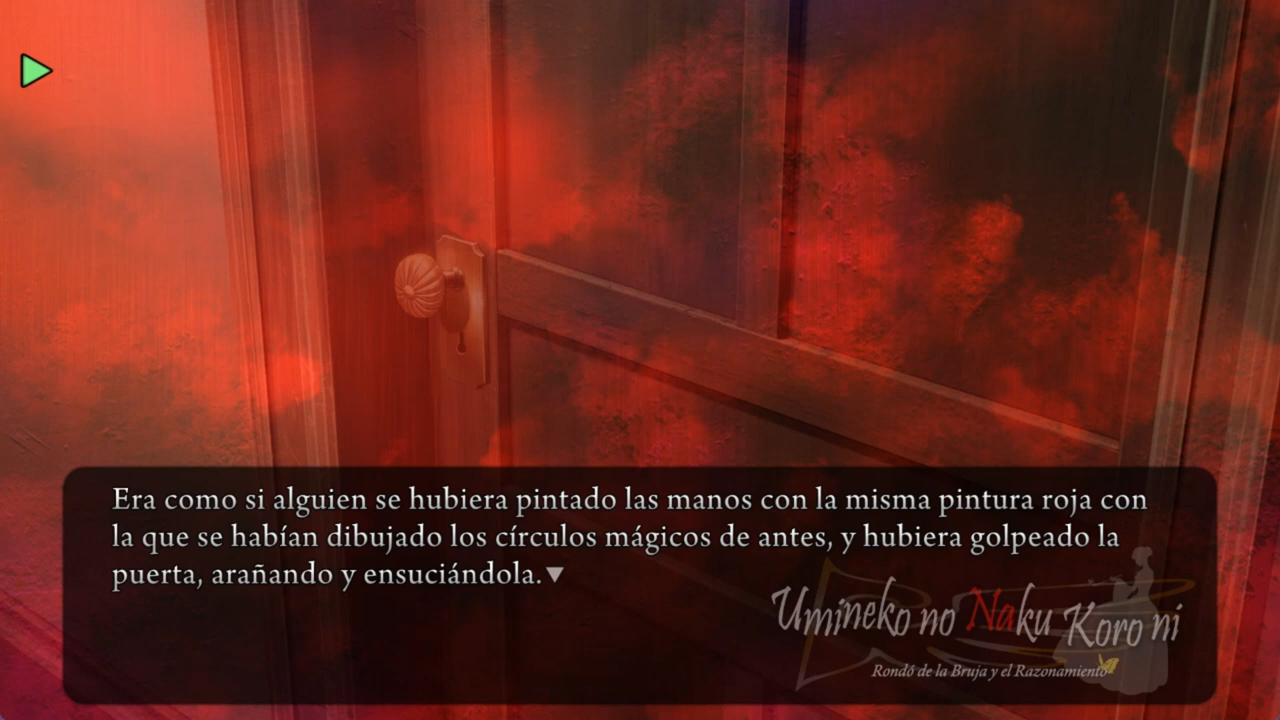 Era como si alguien se hubiera pintado las manos con la misma pintura roja con
la que se habían dibujado los círculos mágicos de antes, y hubiera golpeado la
puerta, arañando y ensuciándola.
Umineko no Naku Koro ni
Rondó de la Bruja y el Razonamiento